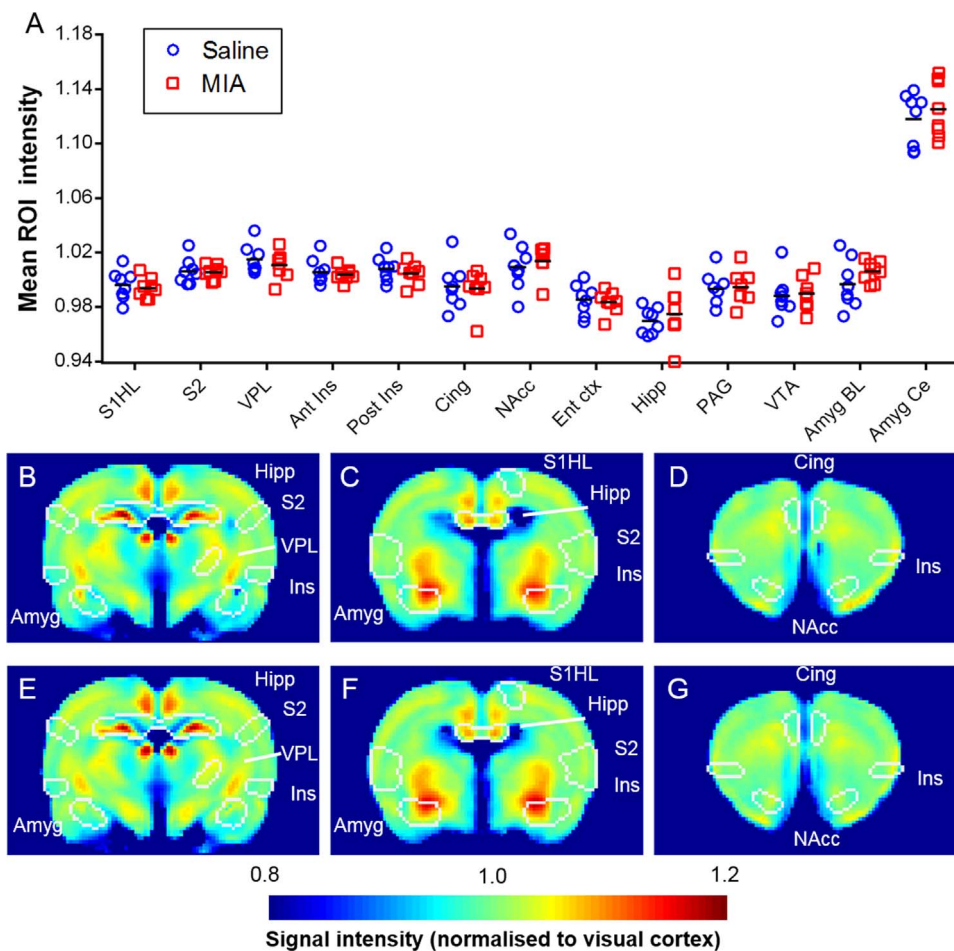 A
1.18
1.14
1.10
1.06
1.02
0.98
0.94
Mean ROI intensity
Saline
MIA
S1HL
S2
VPL
Ant Ins
Post Ins
Cing
NAcc
Ent ctx
Hipp
PAG
VTA
Amyg BL
Amyg Ce
B
Hipp
S2
VPL
Ins
Amyg
C
S1HL
Hipp
S2
Ins
Amyg
D
Cing
Ins
NAcc
E
Hipp
S2
VPL
Ins
Amyg
F
S1HL
Hipp
S2
Ins
Amyg
G
Cing
Ins
NAcc
0.8 1.0 1.2
Signal intensity (normalised to visual cortex)